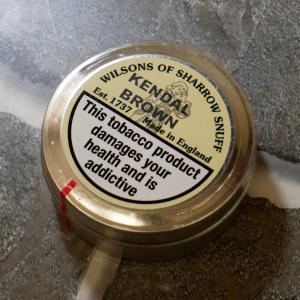 WILSONS OF SHARROW SNUFF
KENDAL
BROWN
Est. 1737
Made in England
This tobacco product
damages your
health and is
addictive